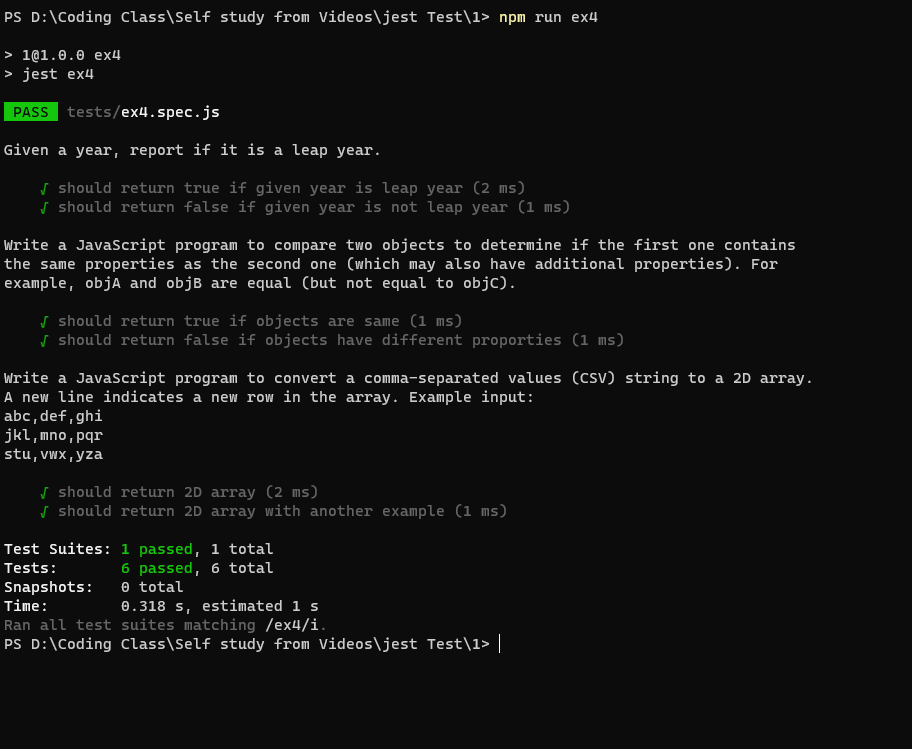 PS D:\Coding Class\Self study from Videos\jest Test\1> npm run ex4
> 1@1.0.0 ex4
> jest ex4
PASS tests/ex4.spec.js
Given a year, report if it is a leap year.
√ should return true if given year is leap year (2 ms)
√ should return false if given year is not leap year (1 ms)
Write a JavaScript program to compare two objects to determine if the first one contains
the same properties as the second one (which may also have additional properties). For
example, objA and objB are equal (but not equal to objC).
√ should return true if objects are same (1 ms)
√ should return false if objects have different proporties (1 ms)
Write a JavaScript program to convert a comma-separated values (CSV) string to a 2D array.
A new line indicates a new row in the array. Example input:
abc,def,ghi
jkl,mno,pqr
stu,vwx,yza
√ should return 2D array (2 ms)
√ should return 2D array with another example (1 ms)
Test Suites: 1 passed, 1 total
Tests: 6 passed, 6 total
Snapshots: 0 total
Time: 0.318 s, estimated 1 s
Ran all test suites matching /ex4/i.
PS D:\Coding Class\Self study from Videos\jest Test\1>